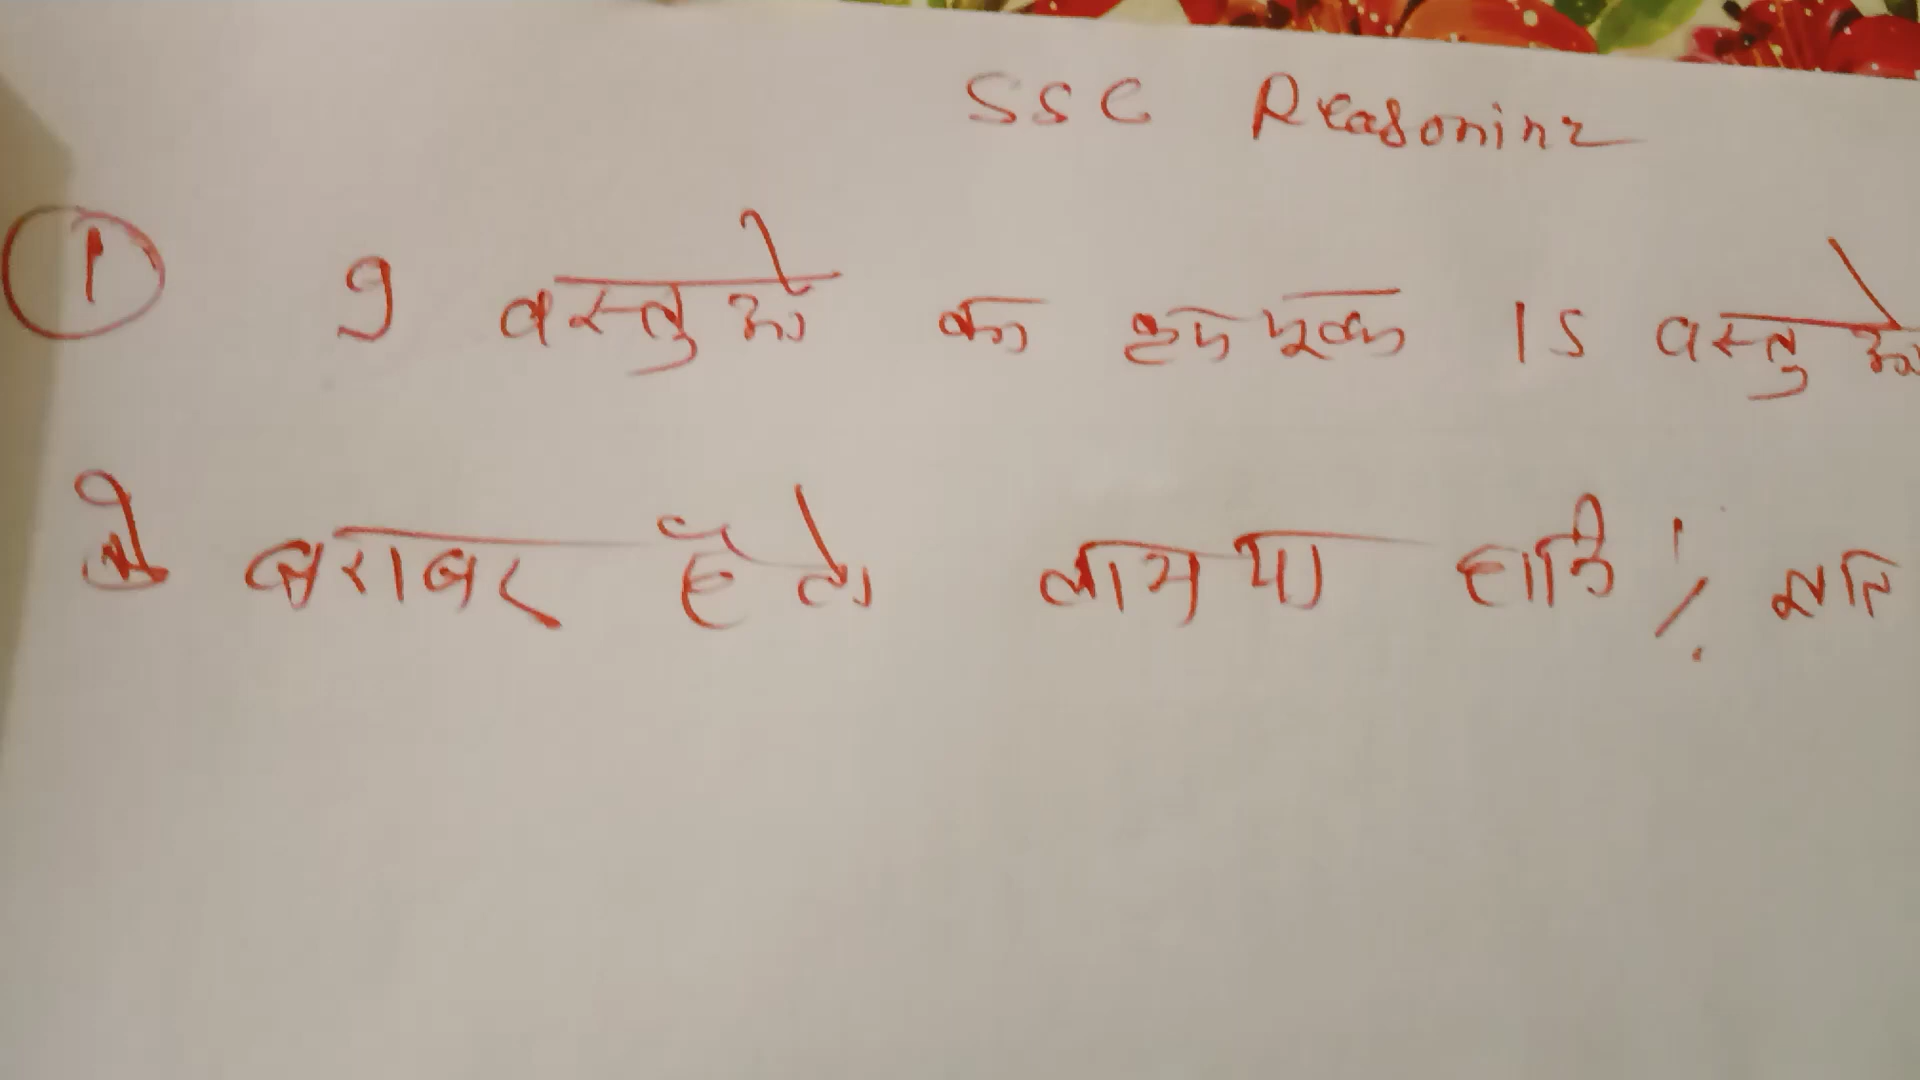 SSC Reasoning
① 9 वस्तुओं का क्रय मूल्य 15 वस्तुओ
के बराबर है तो लाभ या हानि %